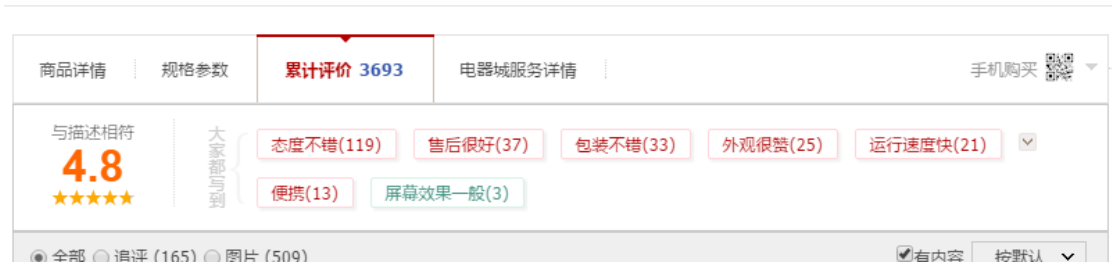 商品详情 规格参数 累计评价 3693 电器城服务详情 手机购买
与描述相符 大家都写到 态度不错(119) 售后很好(37) 包装不错(33) 外观很赞(25) 运行速度快(21)
4.8
便携(13) 屏幕效果一般(3)
全部 追评 (165) 图片 (509) 有内容 按默认